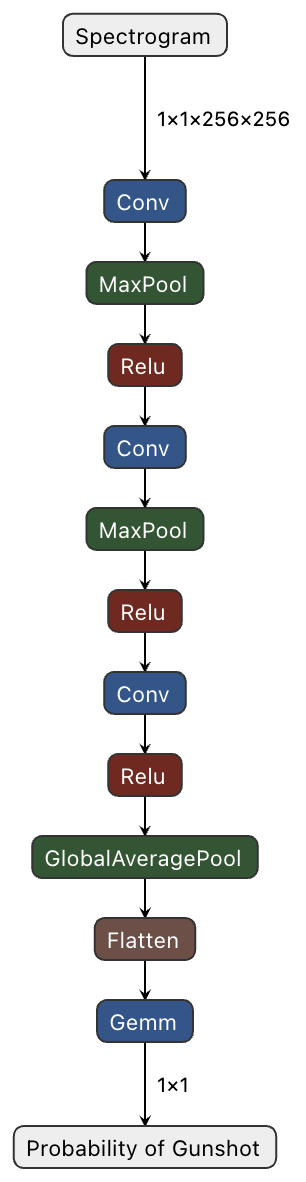 Spectrogram
1×1×256×256
Conv
MaxPool
Relu
Conv
MaxPool
Relu
Conv
Relu
GlobalAveragePool
Flatten
Gemm
1×1
Probability of Gunshot